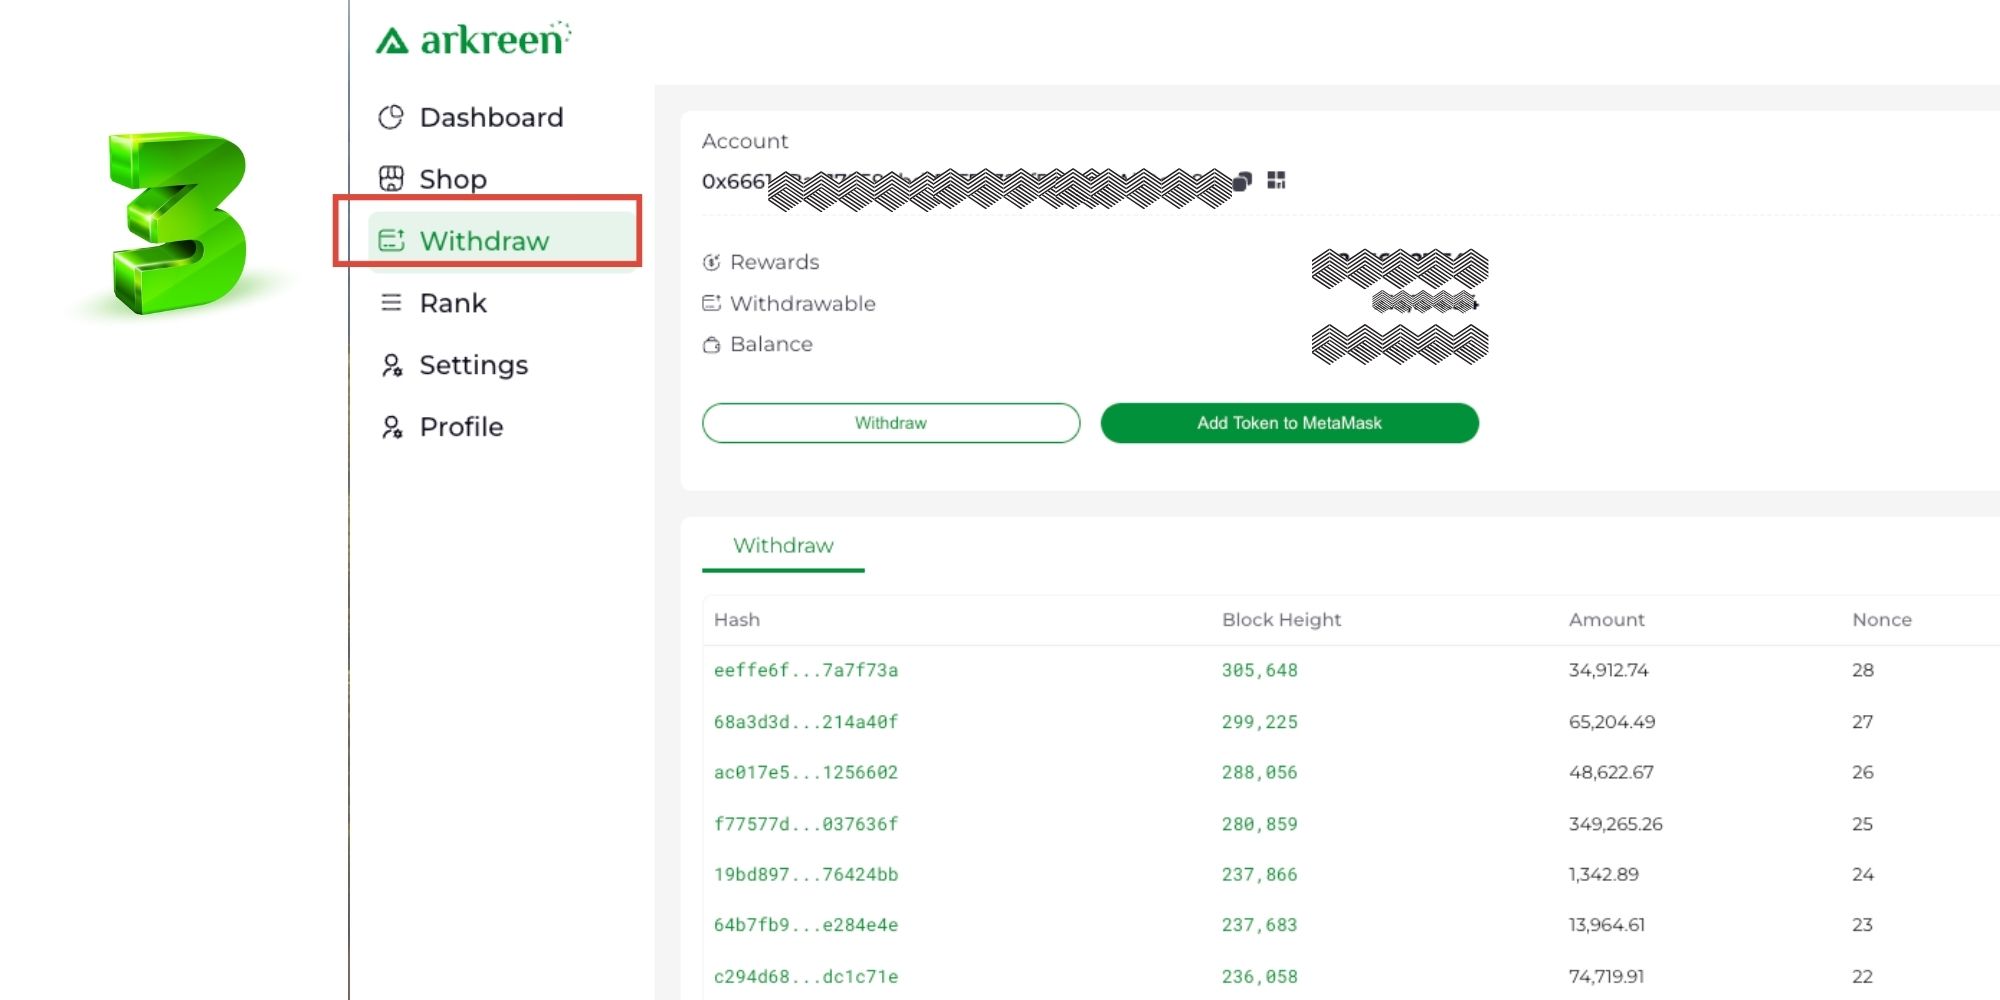 3
arkreen
Dashboard
Shop
Withdraw
Rank
Settings
Profile
Account
0x6661
Rewards
Withdrawable
Balance
Withdraw Add Token to MetaMask
Withdraw
Hash Block Height Amount Nonce
eeffe6f...7a7f73a 305,648 34,912.74 28
68a3d3d...214a40f 299,225 65,204.49 27
ac017e5...1256602 288,056 48,622.67 26
f77577d...037636f 280,859 349,265.26 25
19bd897...76424bb 237,866 1,342.89 24
64b7fb9...e284e4e 237,683 13,964.61 23
c294d68...dc1c71e 236,058 74,719.91 22